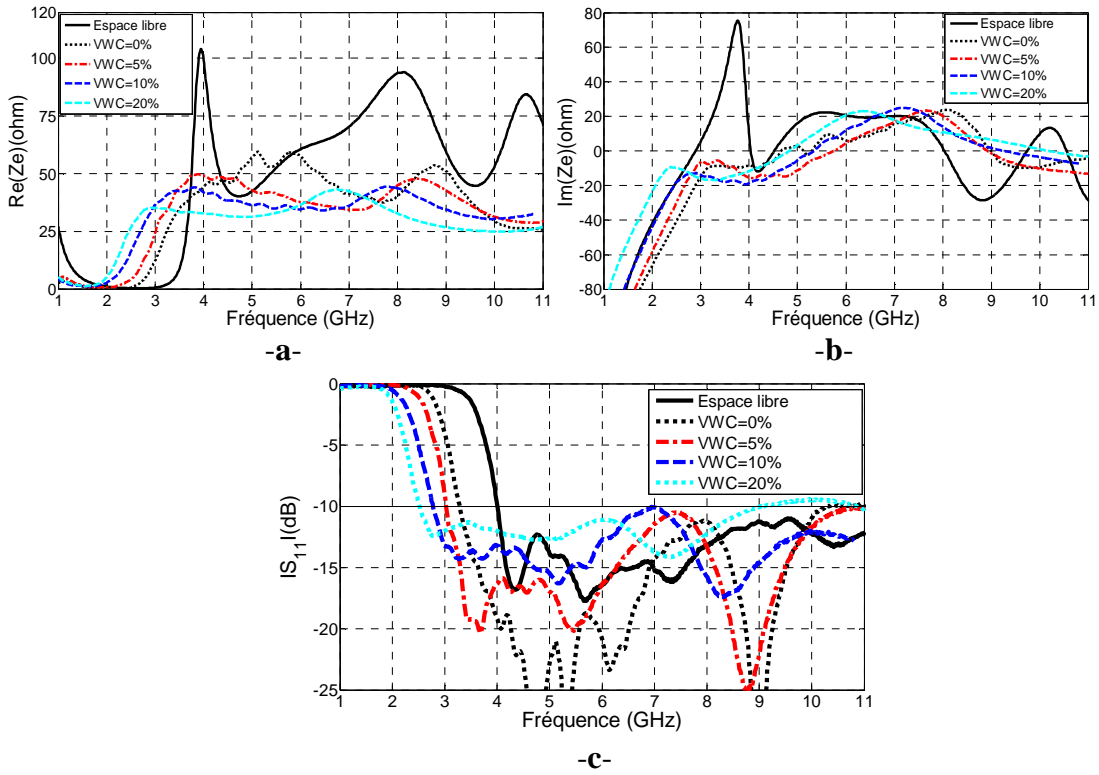 120
100
75
50
25
0
Re(Ze)(ohm)
Espace libre
VWC=0%
VWC=5%
VWC=10%
VWC=20%
1 2 3 4 5 6 7 8 9 10 11
Fréquence (GHz)
-a-
80
60
40
20
0
-20
-40
-60
-80
Im(Ze)(ohm)
Espace libre
VWC=0%
VWC=5%
VWC=10%
VWC=20%
2 3 4 5 6 7 8 9 10 11
Fréquence (GHz)
-b-
0
-5
-10
-15
-20
-25
IS11I(dB)
Espace libre
VWC=0%
VWC=5%
VWC=10%
VWC=20%
1 2 3 4 5 6 7 8 9 10 11
Fréquence (GHz)
-c-